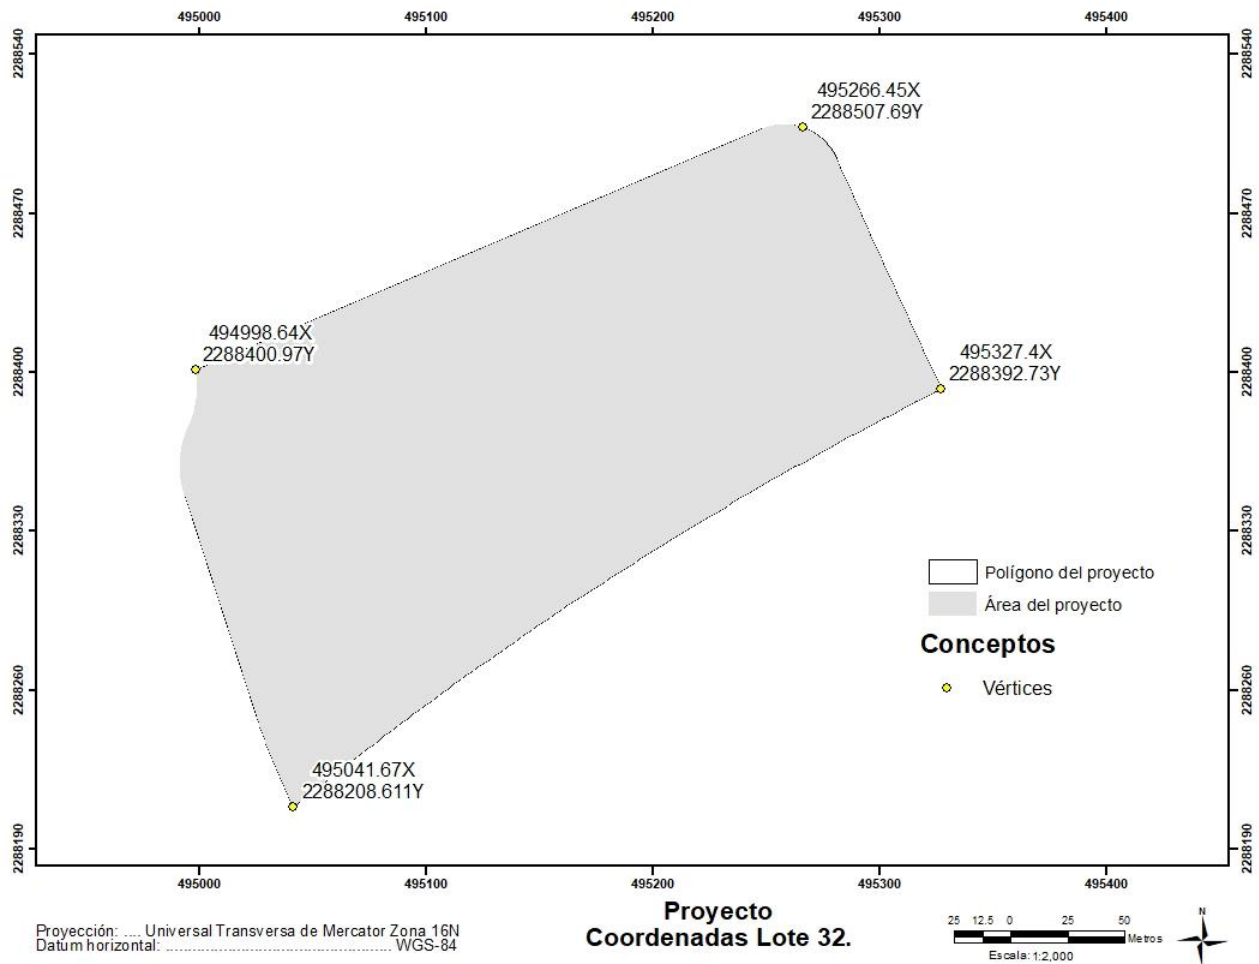 495000 495100 495200 495300 495400
2288540 2288540
495266.45X
2288507.69Y
2288470 2288470
494998.64X
2288400.97Y
495327.4X
2288392.73Y
2288400 2288400
2288330 2288330
Polígono del proyecto
Área del proyecto
Conceptos
Vértices
2288260 2288260
495041.67X
2288208.611Y
2288190 2288190
495000 495100 495200 495300 495400
Proyecto
Coordenadas Lote 32.
Proyección: .... Universal Transversa de Mercator Zona 16N
Datum horizontal: ................................................ WGS-84
25 12.5 0 25 50
Metros
Escala: 1:2,000
N